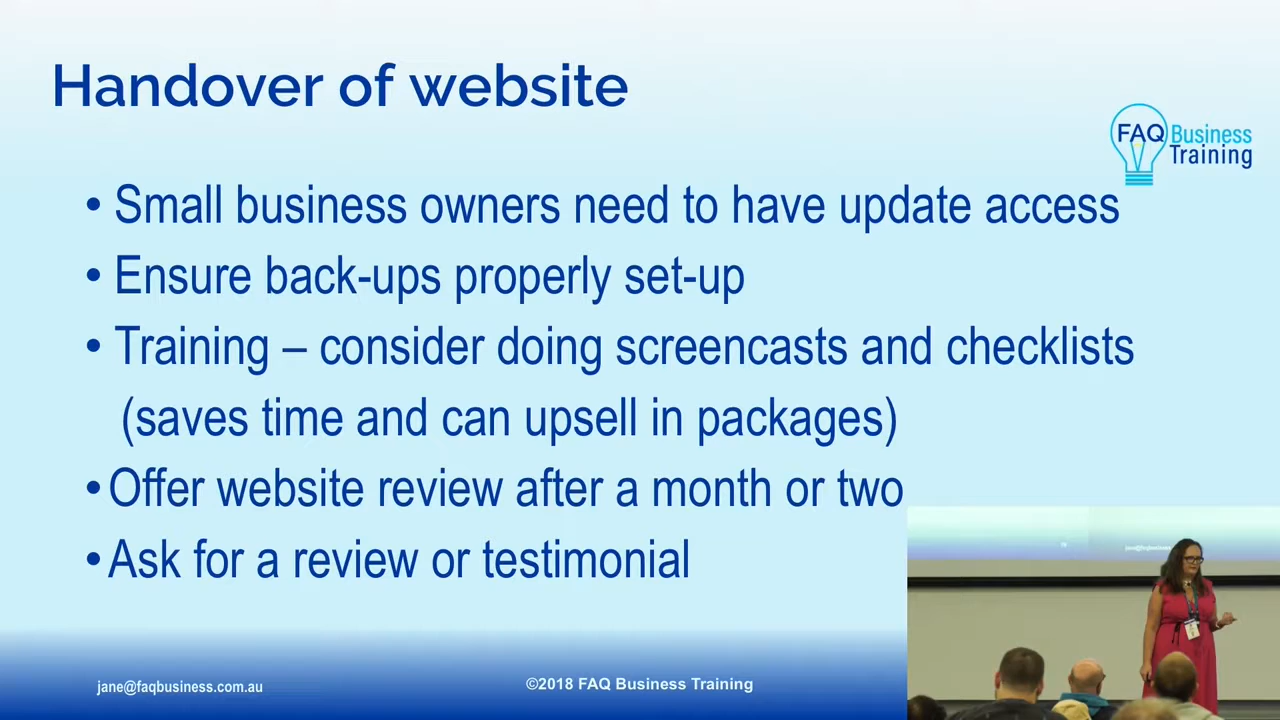 Handover of website
FAQ Business
Training
• Small business owners need to have update access
• Ensure back-ups properly set-up
• Training – consider doing screencasts and checklists
(saves time and can upsell in packages)
• Offer website review after a month or two
• Ask for a review or testimonial
jane@faqbusiness.com.au
©2018 FAQ Business Training